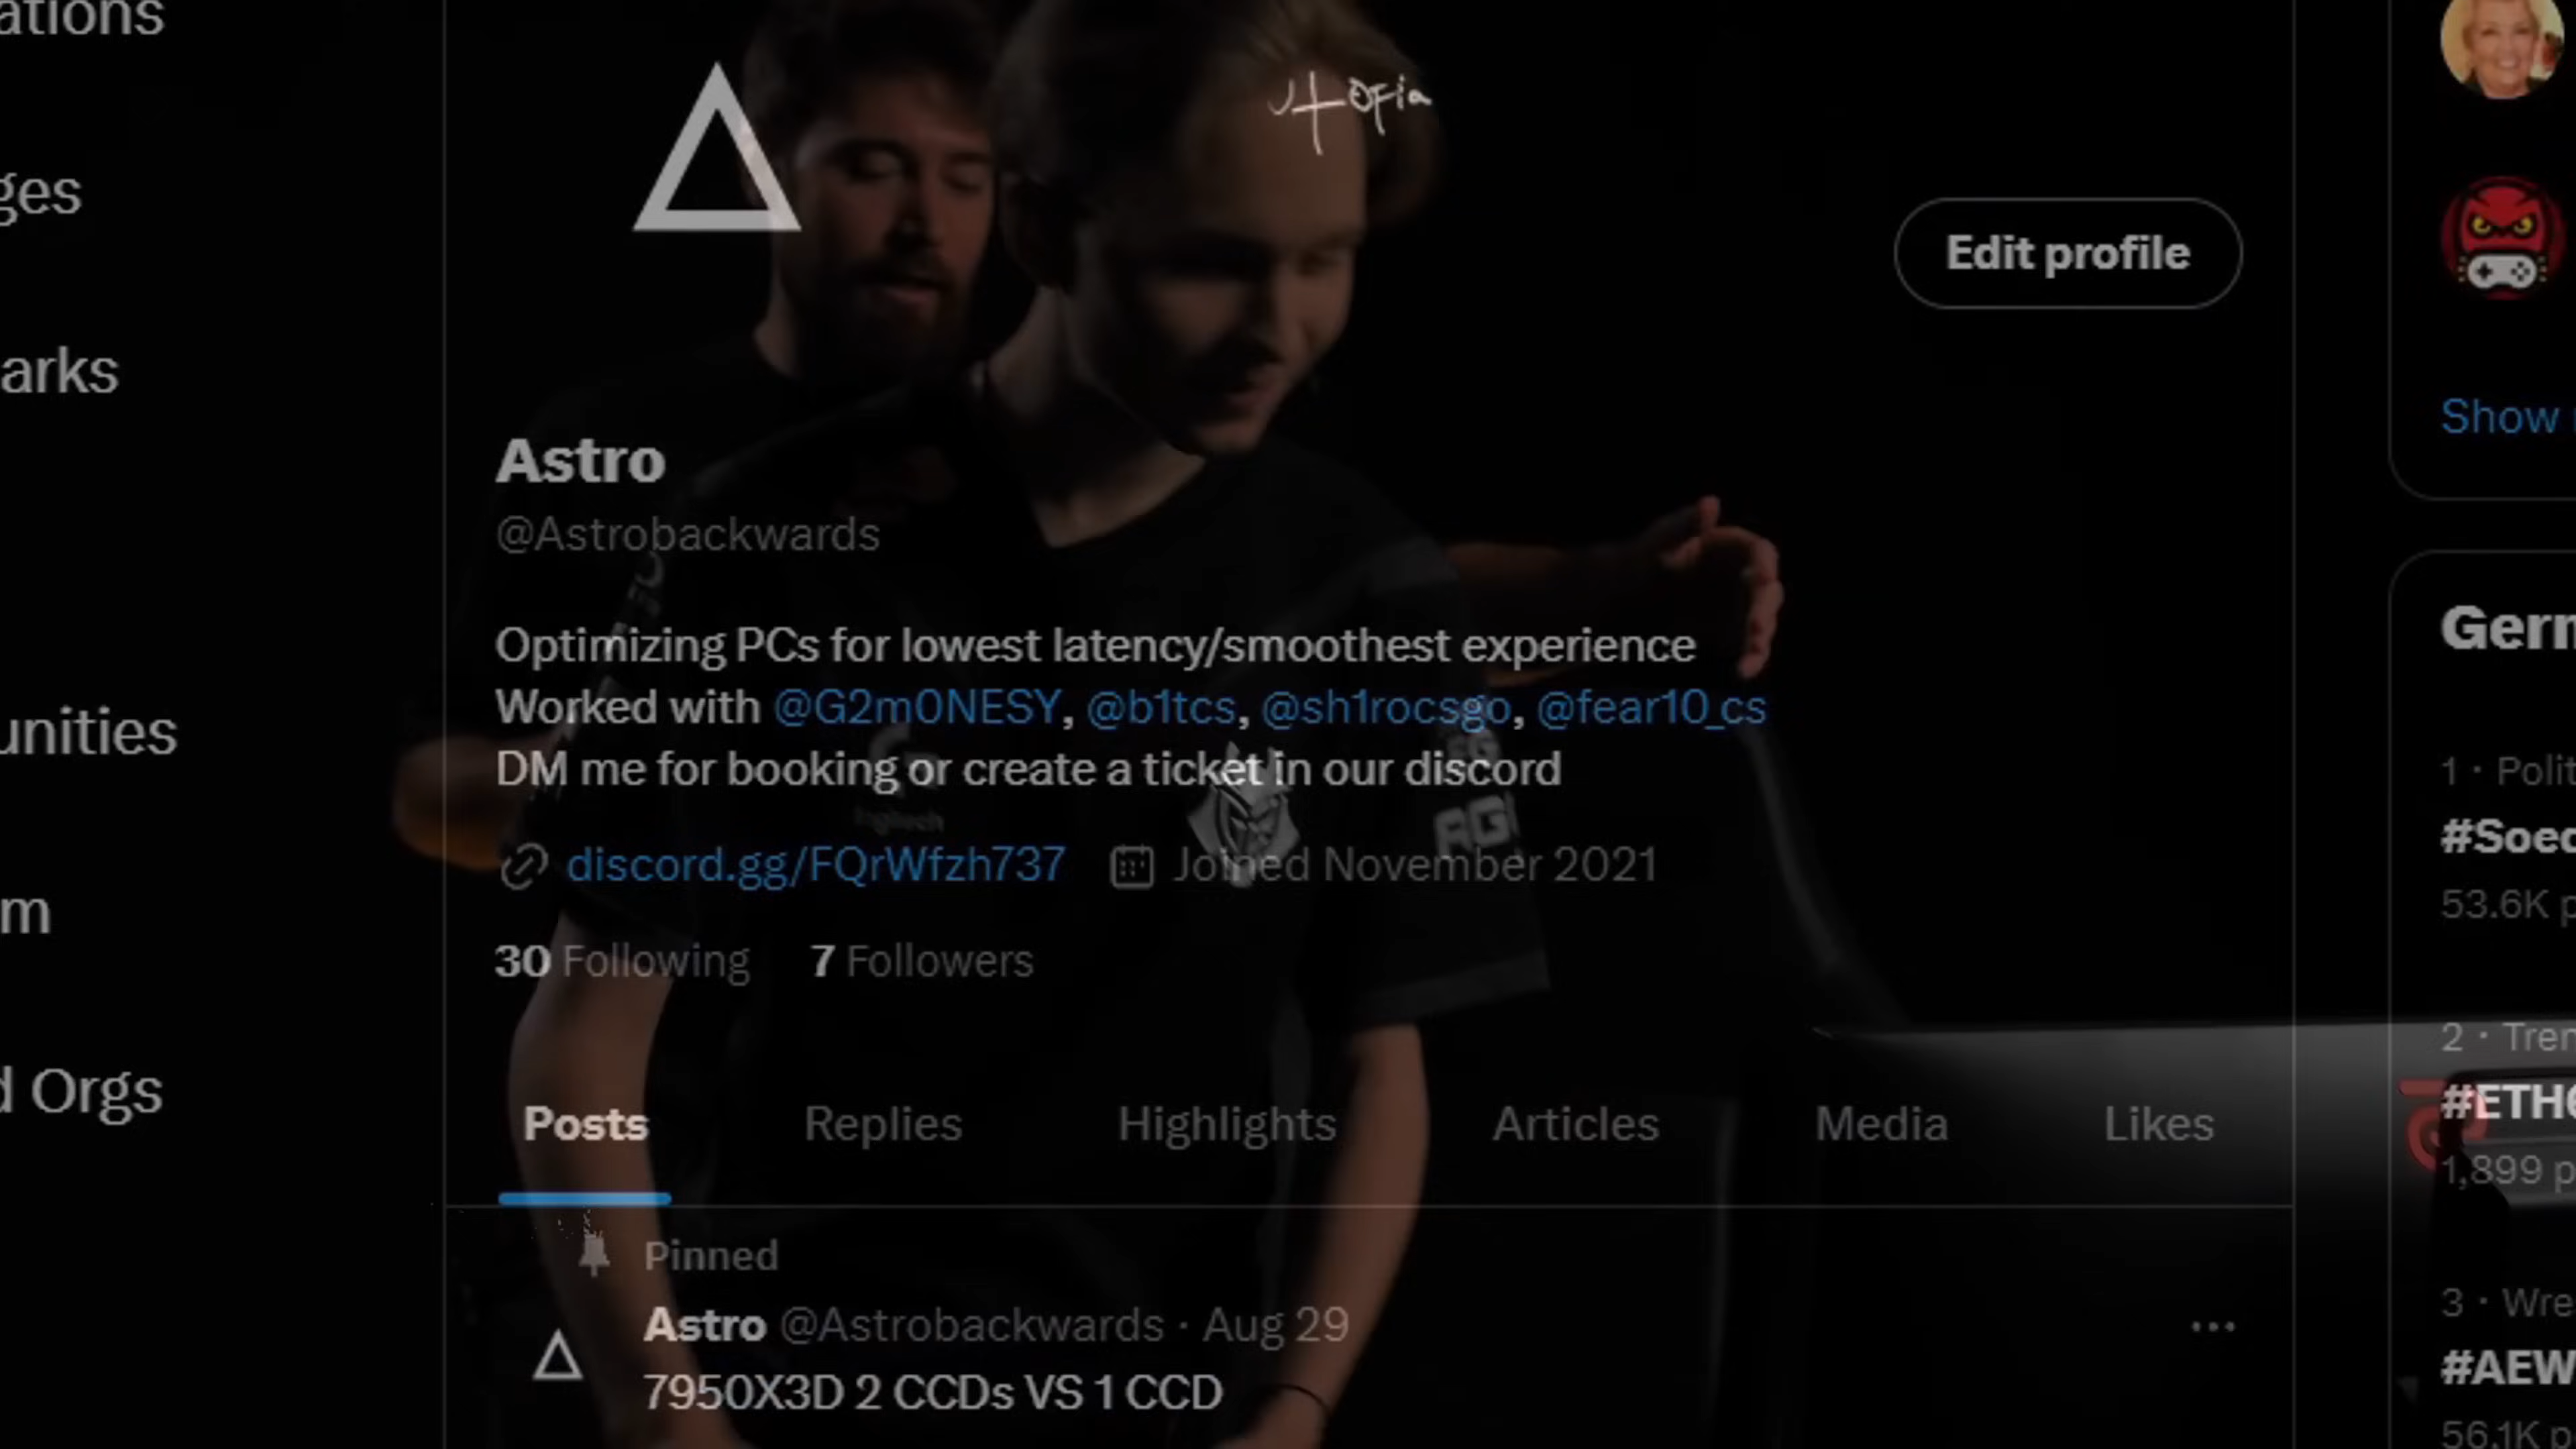 ations
ges
arks
unities
m
d Orgs
Edit profile
Astro
@Astrobackwards
Optimizing PCs for lowest latency/smoothest experience
Worked with @G2m0NESY, @b1tcs, @sh1rocsgo, @fear10_cs
DM me for booking or create a ticket in our discord
discord.gg/FQrWfzh737 Joined November 2021
30 Following 7 Followers
Posts Replies Highlights Articles Media Likes
Pinned
Astro @Astrobackwards · Aug 29
7950X3D 2 CCDs VS 1 CCD
logitech
Show
Germ
1 · Polit
#Soec
53.6K p
2 · Tren
#ETH
1,899 p
3 · Wre
#AEW
56.1K p